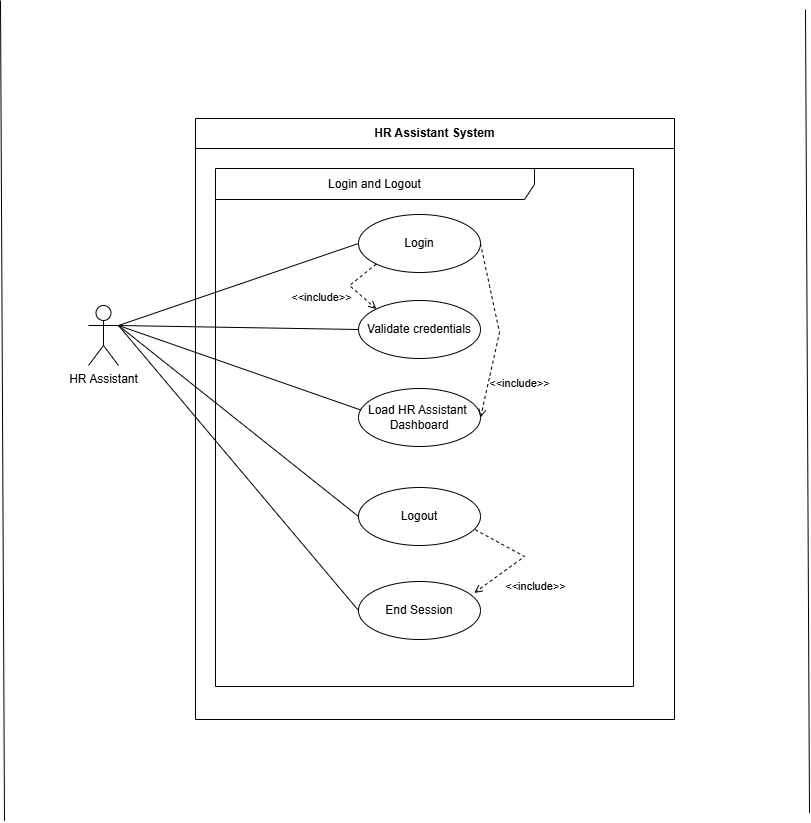 HR Assistant System
Login and Logout
Login
<<include>>
Validate credentials
HR Assistant
<<include>>
Load HR Assistant
Dashboard
Logout
<<include>>
End Session